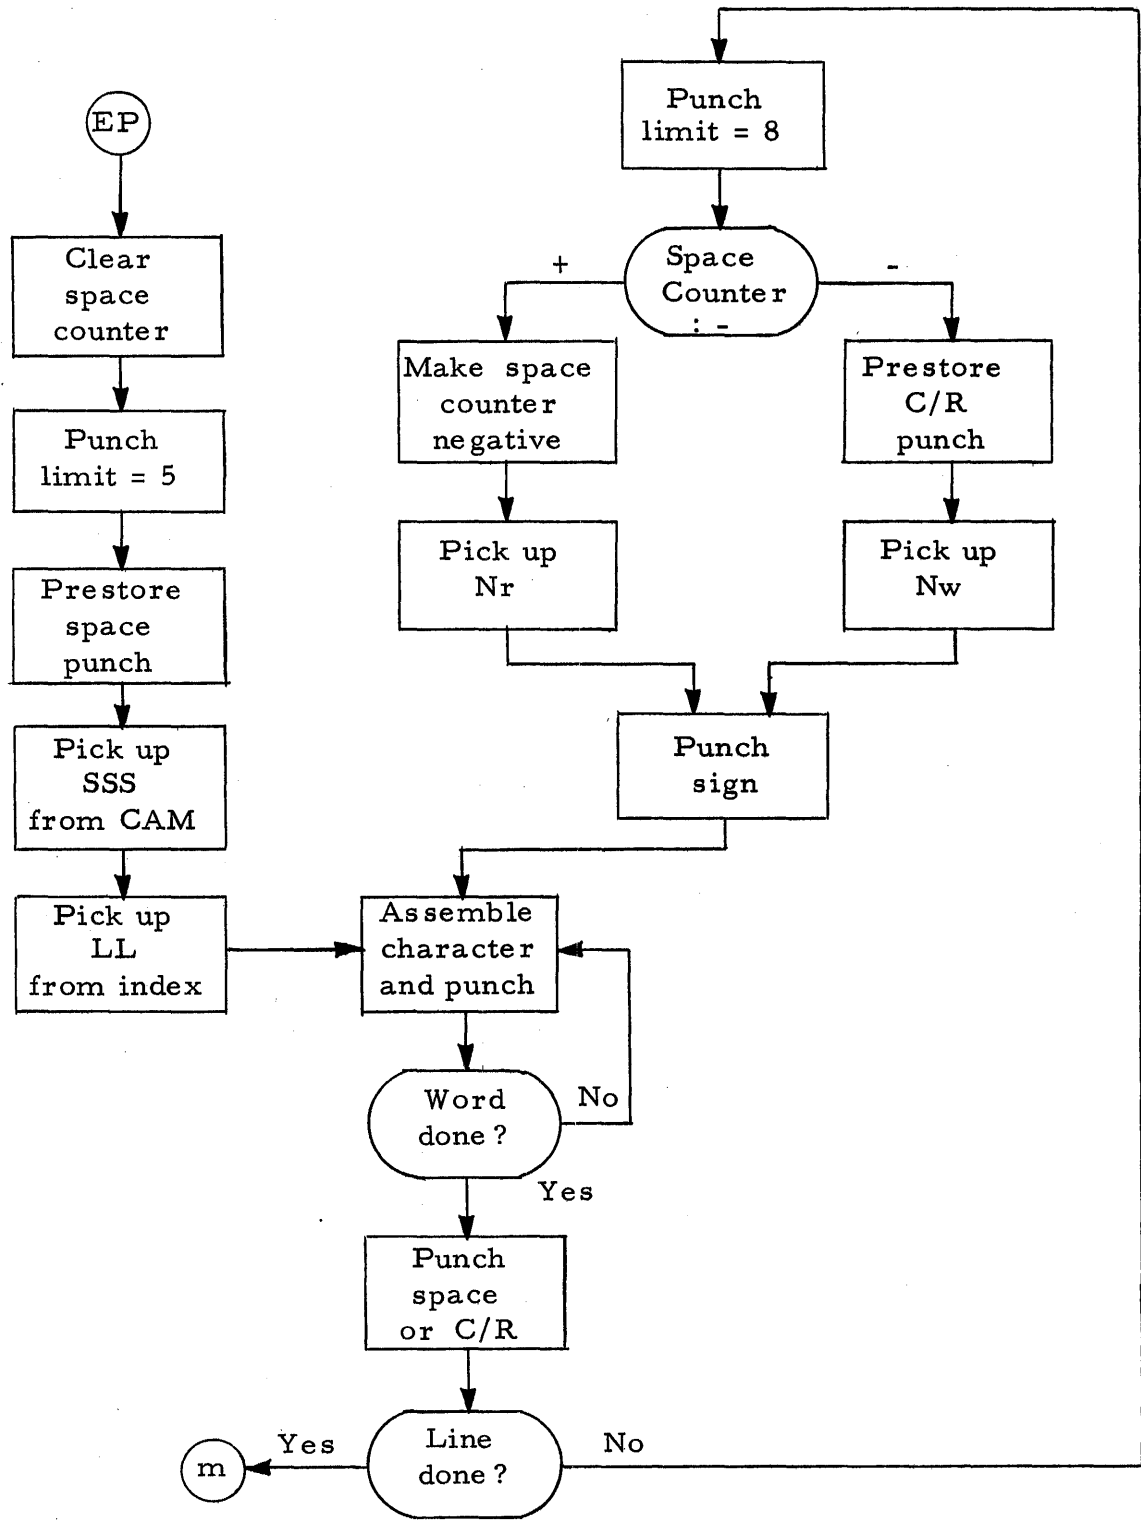 EP
Clear
space
counter
Punch
limit = 5
Prestore
space
punch
Pick up
SSS
from CAM
Pick up
LL
from index
Punch
limit = 8
Space
Counter
: -
+
-
Make space
counter
negative
Prestore
C/R
punch
Pick up
Nr
Pick up
Nw
Punch
sign
Assemble
character
and punch
Word
done?
No
Yes
Punch
space
or C/R
Line
done?
Yes
No
m